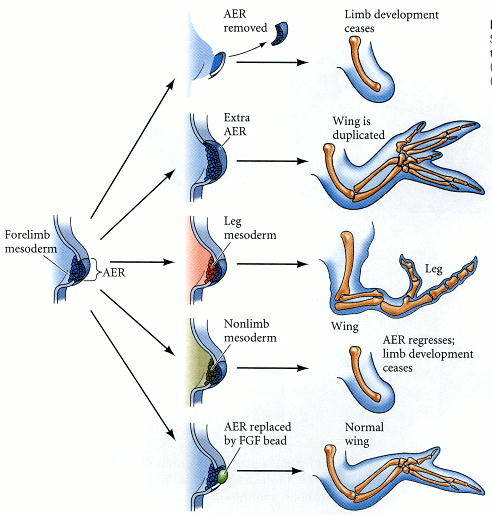 AER
removed
Limb development
ceases
Extra
AER
Wing is
duplicated
Forelimb
mesoderm
AER
Leg
mesoderm
Leg
Wing
Nonlimb
mesoderm
AER regresses;
limb development
ceases
AER replaced
by FGF bead
Normal
wing